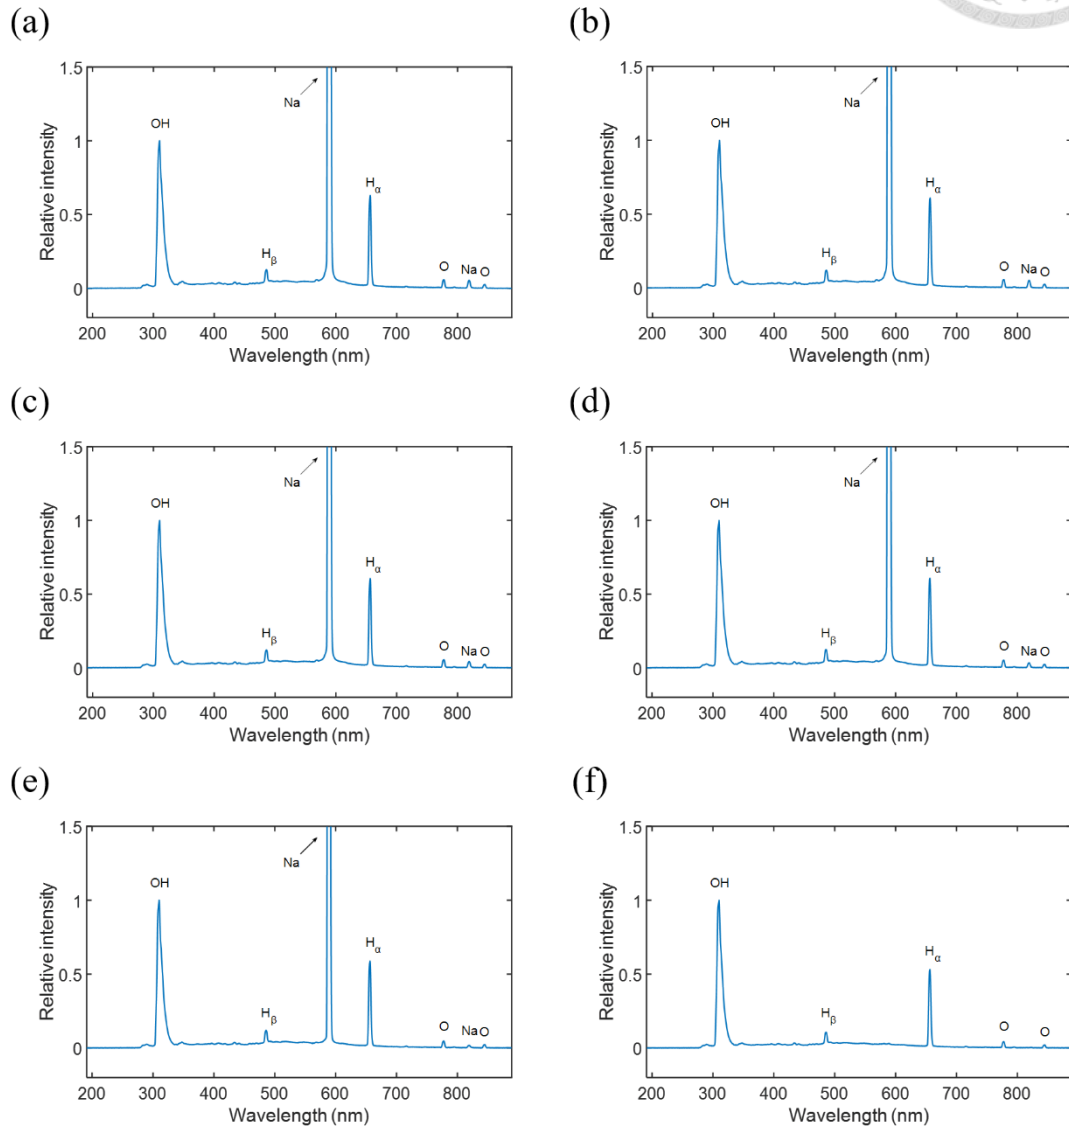 (a) (b)
1.5 1.5
Na Na
OH OH
1 1
Relative intensity Relative intensity
Hα Hα
0.5 0.5
Hβ Hβ
O Na O O Na O
0 0
200 300 400 500 600 700 800 200 300 400 500 600 700 800
Wavelength (nm) Wavelength (nm)
(c) (d)
1.5 1.5
Na Na
OH OH
1 1
Relative intensity Relative intensity
Hα Hα
0.5 0.5
Hβ Hβ
O Na O O Na O
0 0
200 300 400 500 600 700 800 200 300 400 500 600 700 800
Wavelength (nm) Wavelength (nm)
(e) (f)
1.5 1.5
Na
OH OH
1 1
Relative intensity Relative intensity
Hα Hα
0.5 0.5
Hβ Hβ
O Na O O O
0 0
200 300 400 500 600 700 800 200 300 400 500 600 700 800
Wavelength (nm) Wavelength (nm)